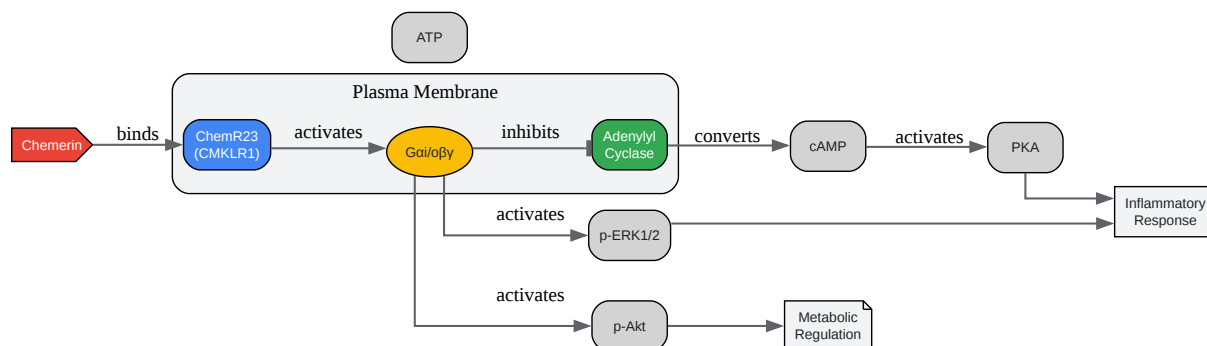 ATP
Plasma Membrane
Chemerin
binds
ChemR23
(CMKLR1)
activates
Gαi/oβγ
inhibits
Adenylyl
Cyclase
converts
cAMP
activates
PKA
Inflammatory
Response
activates
p-ERK1/2
activates
p-Akt
Metabolic
Regulation